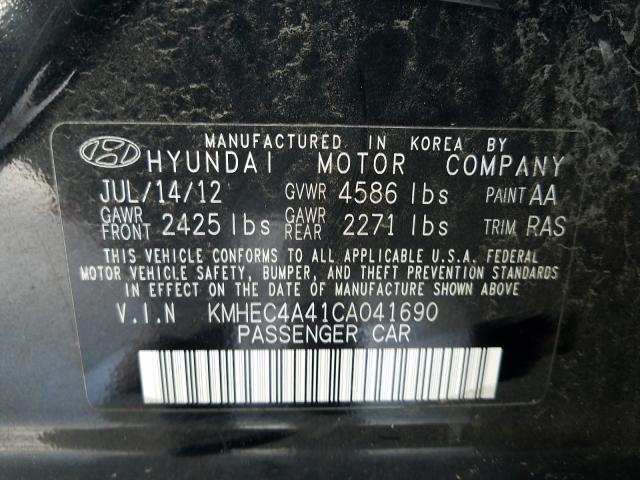 MANUFACTURED IN KOREA BY
HYUNDAI MOTOR COMPANY
JUL/14/12 GVWR 4586 lbs PAINT AA
GAWR FRONT 2425 lbs GAWR REAR 2271 lbs TRIM RAS
THIS VEHICLE CONFORMS TO ALL APPLICABLE U.S.A. FEDERAL
MOTOR VEHICLE SAFETY, BUMPER, AND THEFT PREVENTION STANDARDS
IN EFFECT ON THE DATE OF MANUFACTURE SHOWN ABOVE
V.I.N KMHEC4A41CA041690
PASSENGER CAR